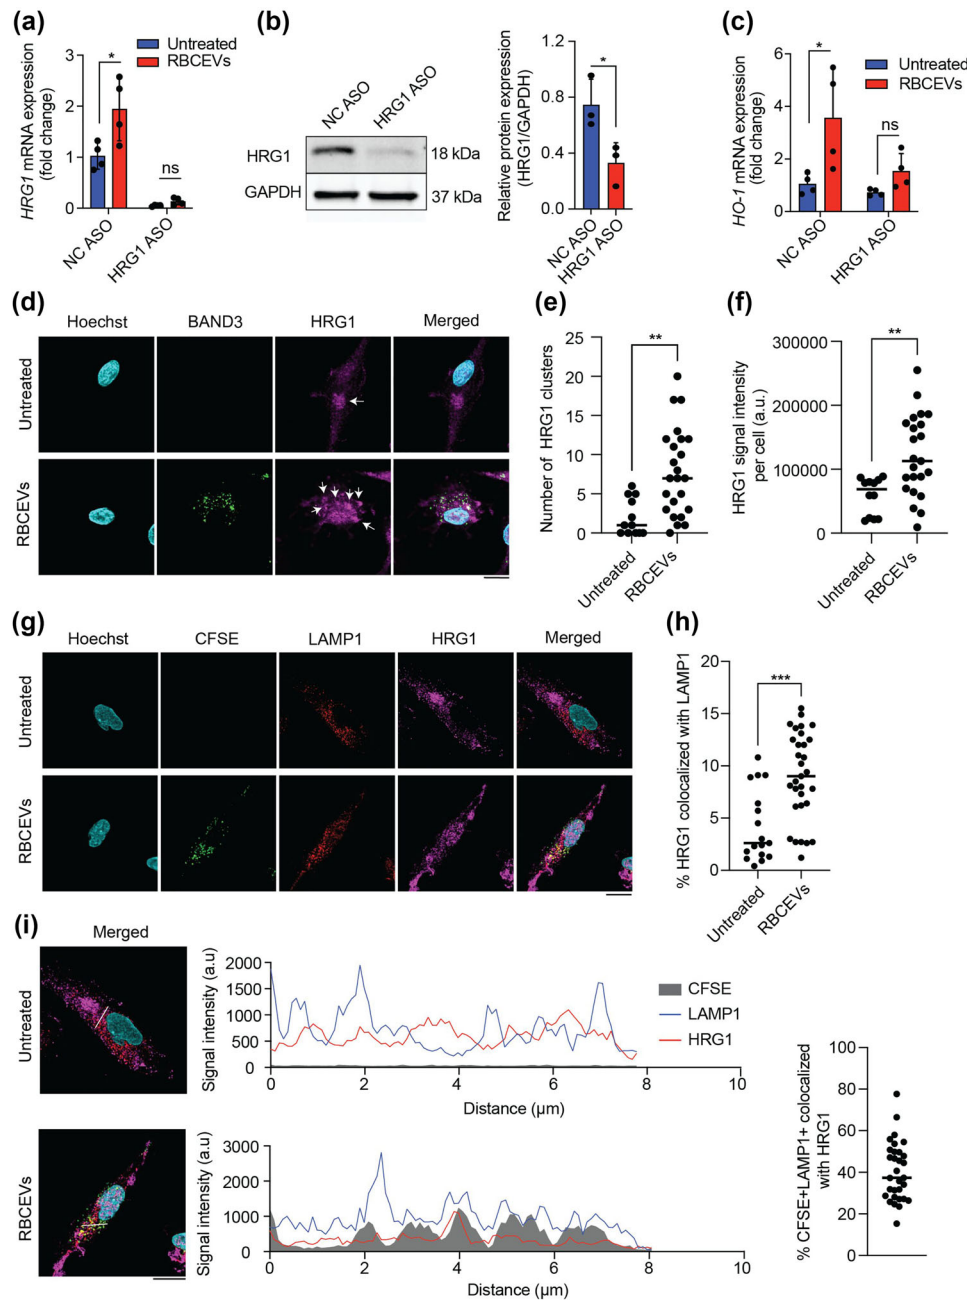 (a)
Untreated
RBCEVs
HRG1 mRNA expression
(fold change)
3
2
1
0
*
ns
NC ASO
HRG1 ASO
(b)
NC ASO
HRG1 ASO
HRG1
18 kDa
GAPDH
37 kDa
Relative protein expression
(HRG1/GAPDH)
1.2
0.8
0.4
0.0
*
NC ASO
HRG1 ASO
(c)
Untreated
RBCEVs
HO-1 mRNA expression
(fold change)
6
4
2
0
*
ns
NC ASO
HRG1 ASO
(d)
Hoechst
BAND3
HRG1
Merged
Untreated
RBCEVs
(e)
Number of HRG1 clusters
25
20
15
10
5
0
**
Untreated
RBCEVs
(f)
HRG1 signal intensity
per cell (a.u.)
300000
200000
100000
0
**
Untreated
RBCEVs
(g)
Hoechst
CFSE
LAMP1
HRG1
Merged
Untreated
RBCEVs
(h)
% HRG1 colocalized with LAMP1
20
15
10
5
0
***
Untreated
RBCEVs
(i)
Merged
Untreated
RBCEVs
Signal intensity (a.u)
2000
1500
1000
500
0
0
2
4
6
8
10
Distance (µm)
CFSE
LAMP1
HRG1
Signal intensity (a.u)
3000
2000
1000
0
0
2
4
6
8
10
Distance (µm)
% CFSE+LAMP1+ colocalized
with HRG1
100
80
60
40
20
0